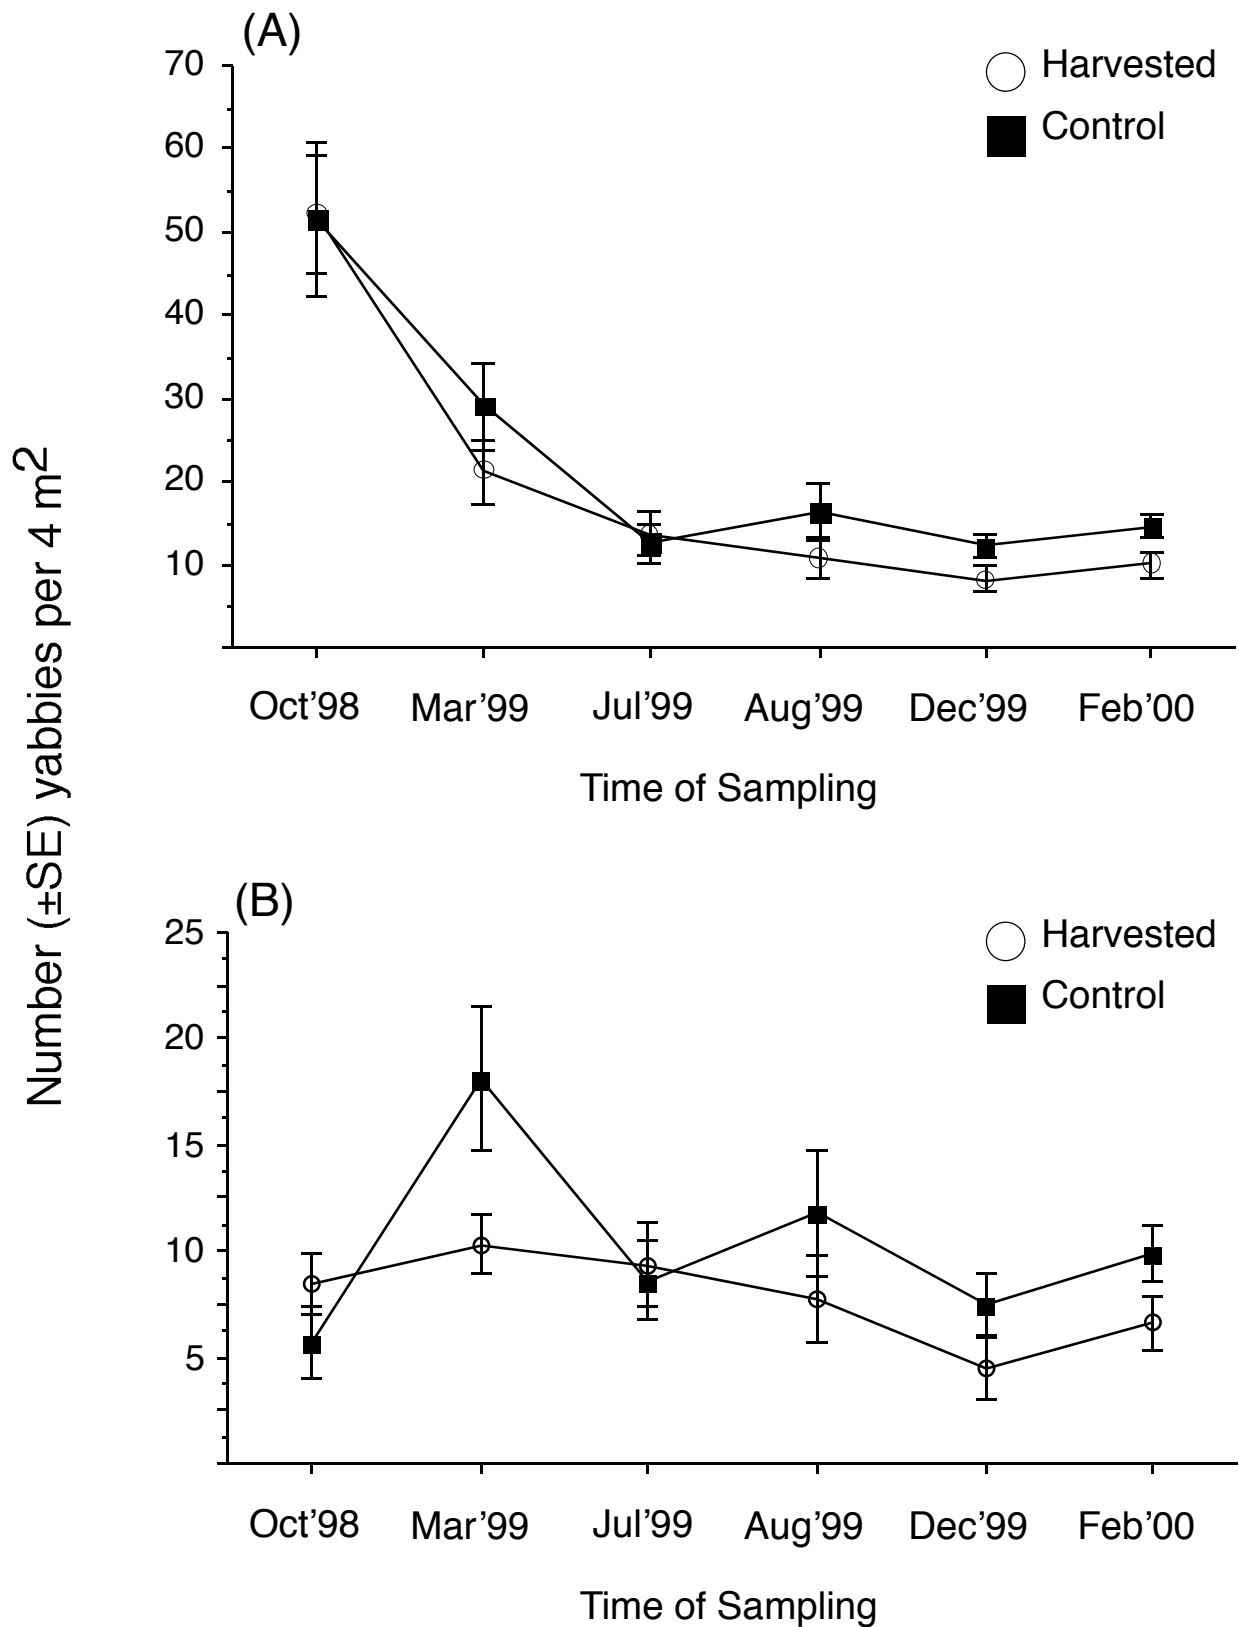 (A)
Harvested
Control
70
60
50
40
30
20
10
Oct’98 Mar’99 Jul’99 Aug’99 Dec’99 Feb’00
Time of Sampling
Number (±SE) yabbies per 4 m²
(B)
Harvested
Control
25
20
15
10
5
Oct’98 Mar’99 Jul’99 Aug’99 Dec’99 Feb’00
Time of Sampling